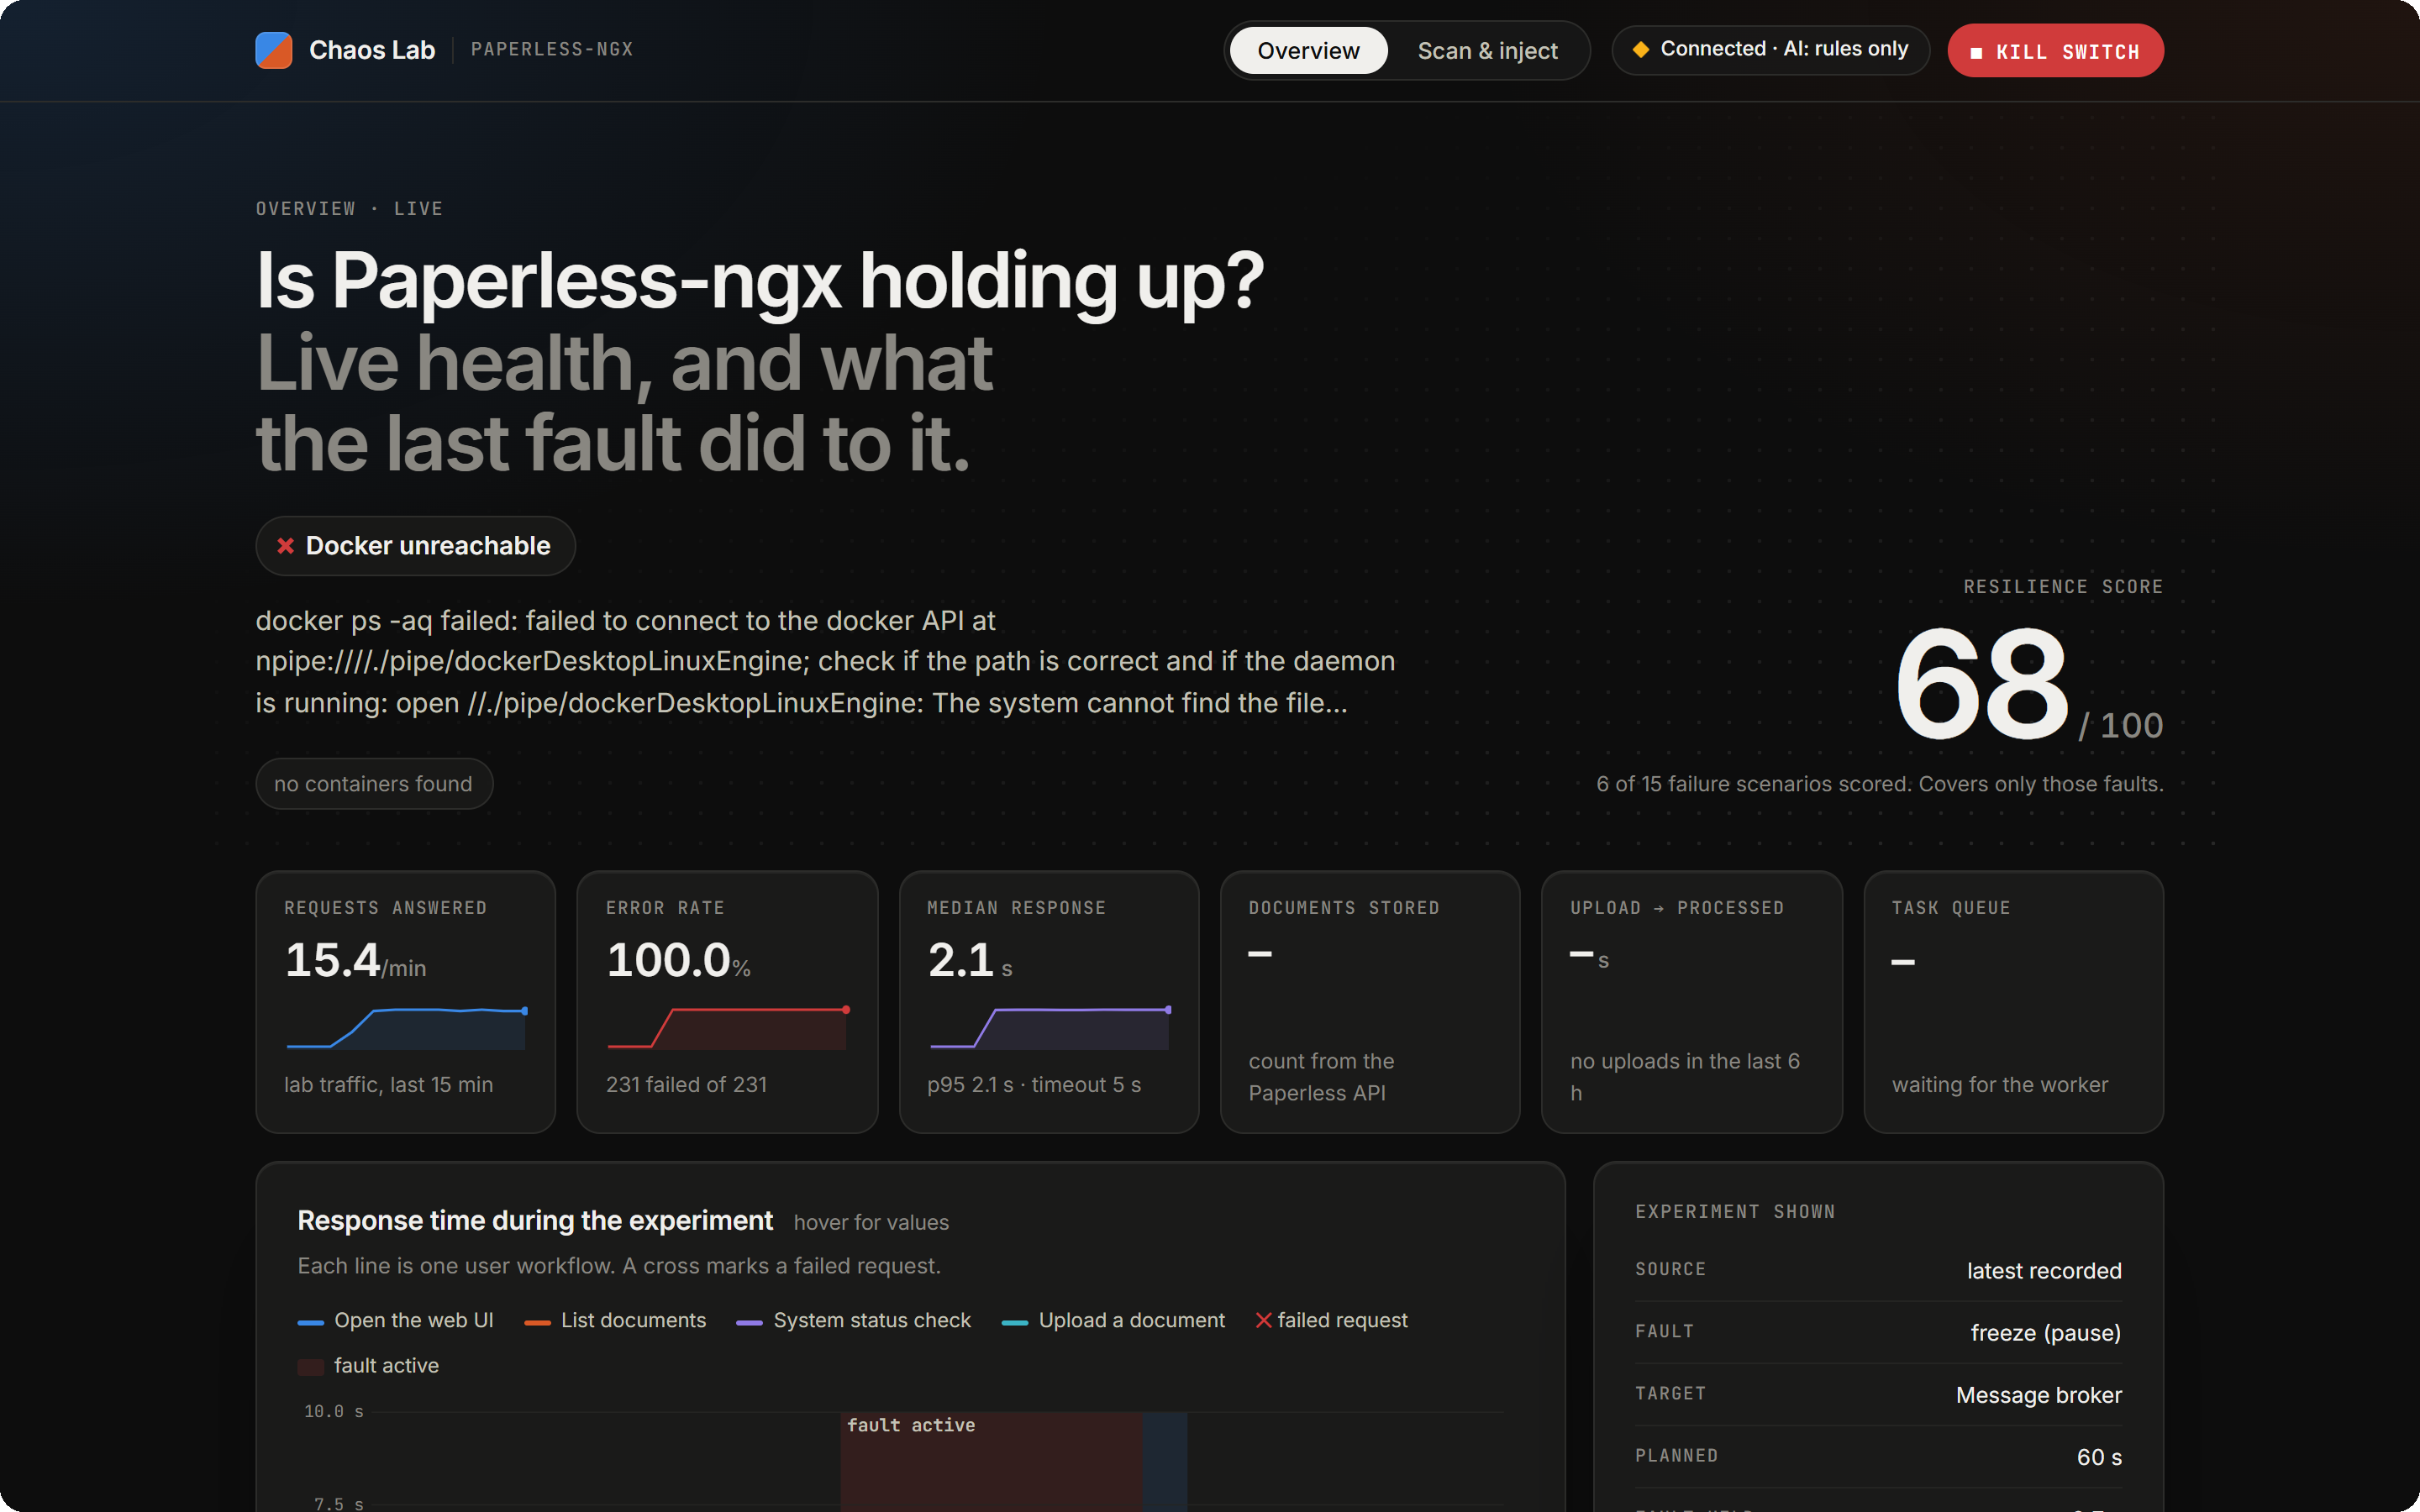 Chaos Lab
PAPERLESS-NGX
Overview
Scan & inject
Connected · AI: rules only
KILL SWITCH
OVERVIEW · LIVE
Is Paperless-ngx holding up?
Live health, and what
the last fault did to it.
Docker unreachable
docker ps -aq failed: failed to connect to the docker API at
npipe:////./pipe/dockerDesktopLinuxEngine; check if the path is correct and if the daemon
is running: open //./pipe/dockerDesktopLinuxEngine: The system cannot find the file...
no containers found
RESILIENCE SCORE
68 / 100
6 of 15 failure scenarios scored. Covers only those faults.
REQUESTS ANSWERED
15.4/min
lab traffic, last 15 min
ERROR RATE
100.0%
231 failed of 231
MEDIAN RESPONSE
2.1 s
p95 2.1 s · timeout 5 s
DOCUMENTS STORED
–
count from the
Paperless API
UPLOAD → PROCESSED
– s
no uploads in the last 6
h
TASK QUEUE
–
waiting for the worker
Response time during the experiment hover for values
Each line is one user workflow. A cross marks a failed request.
Open the web UI List documents System status check Upload a document failed request
fault active
10.0 s
fault active
7.5 s
EXPERIMENT SHOWN
SOURCE latest recorded
FAULT freeze (pause)
TARGET Message broker
PLANNED 60 s